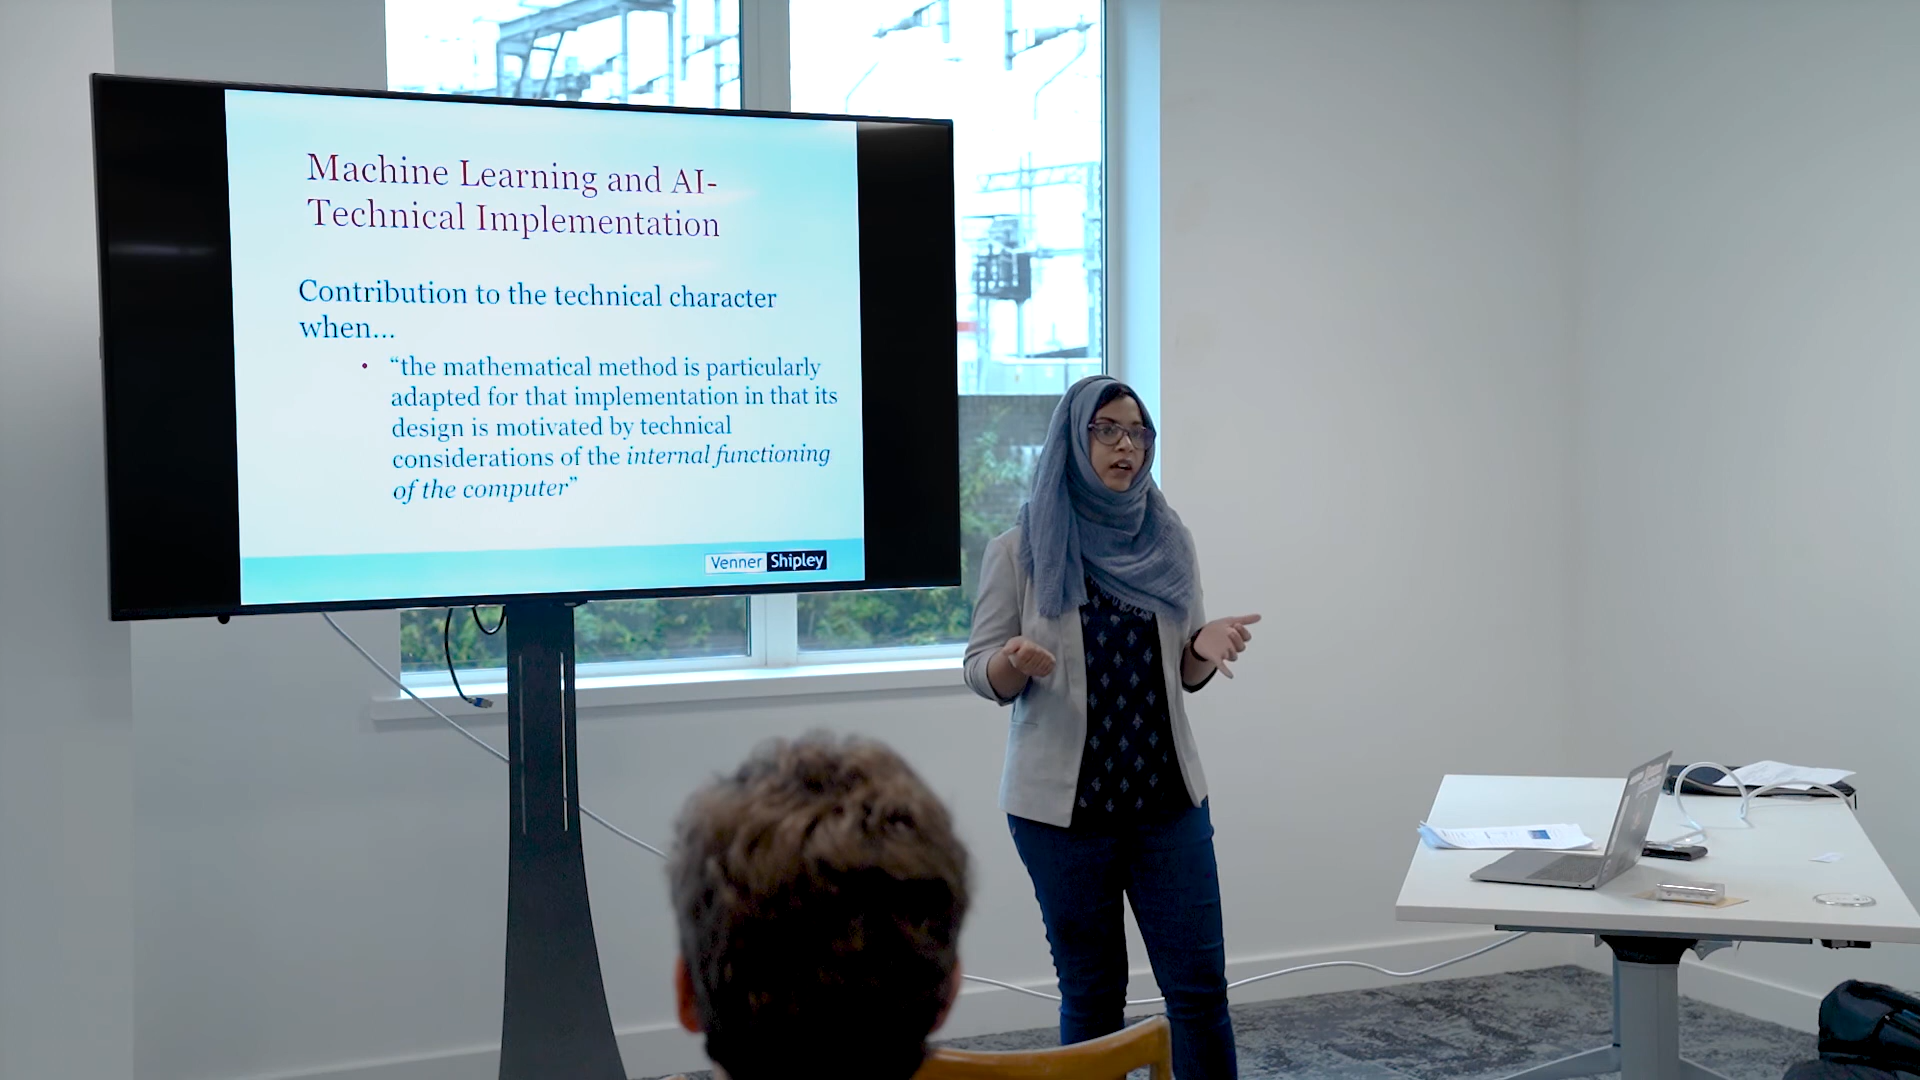 Machine Learning and AI-
Technical Implementation
Contribution to the technical character
when...
• “the mathematical method is particularly
adapted for that implementation in that its
design is motivated by technical
considerations of the internal functioning
of the computer”
Venner Shipley